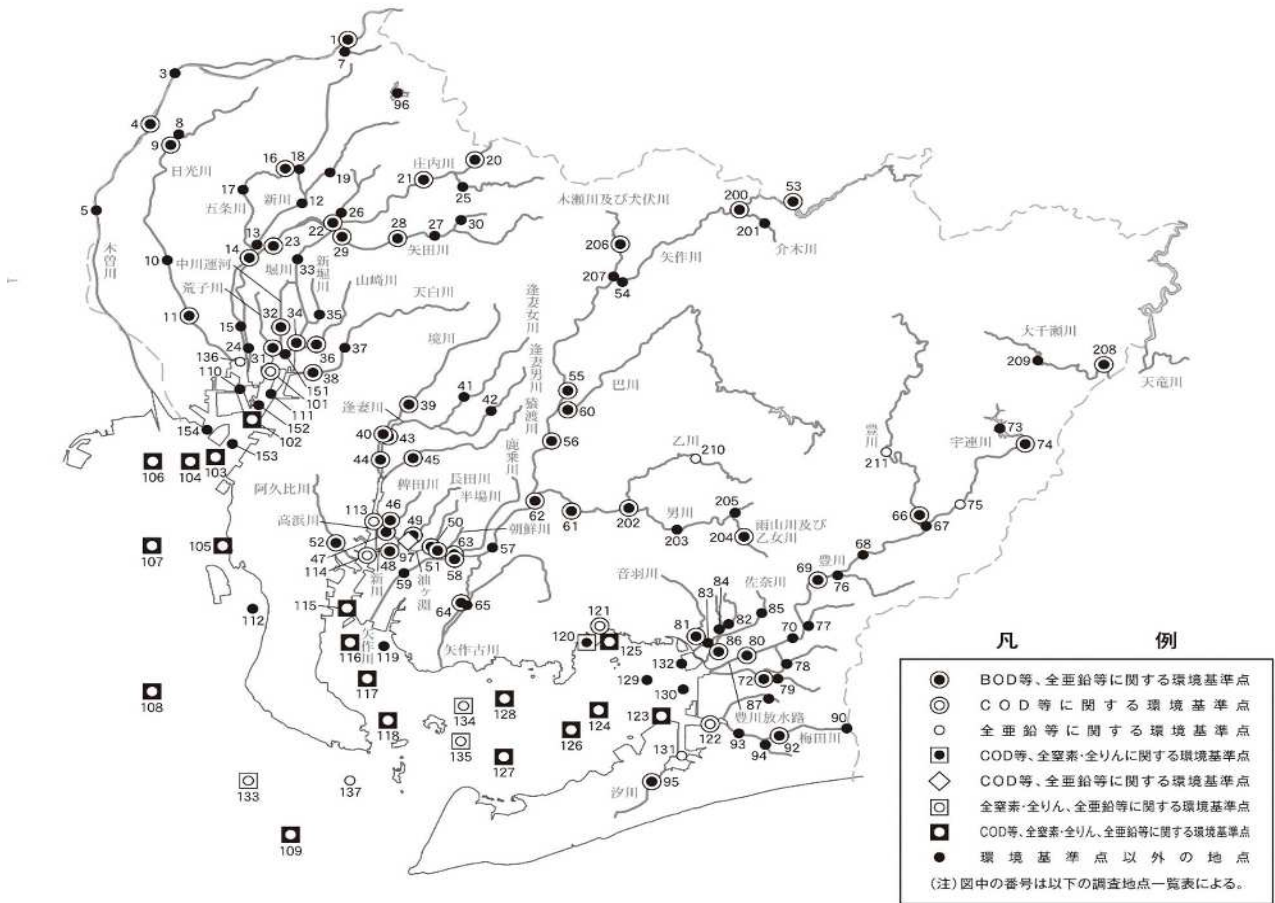 1
7
3
96
4
8
9
日光川
16
18
19
庄内川
20
21
25
17
新川
五条川
12
26
5
13
14
23
22
29
28
27
30
矢田川
木曽川
10
中川運河
堀川
33
新堀川
山崎川
荒子川
天白川
11
32
34
35
15
24
31
36
37
136
38
151
101
110
111
152
102
154
153
106
104
103
木瀬川及び犬伏川
200
53
206
201
介木川
矢作川
207
54
逢妻女川
境川
逢妻男川
猿渡川
55
巴川
60
41
42
39
逢妻川
40
43
56
44
45
鹿乗川
大千瀬川
209
208
天竜川
73
宇連川
74
豊川
211
75
乙川
210
66
67
阿久比川
稗田川
長田川
半場川
113
46
高浜川
49
50
朝鮮川
62
61
202
男川
205
203
雨山川及び
乙女川
204
52
47
114
48
97
51
63
58
57
新川
59
油ヶ淵
68
豊川
69
76
107
105
112
115
64
65
矢作川
矢作古川
116
119
117
118
108
音羽川
84
83
佐奈川
82
85
81
86
80
70
77
121
120
125
132
129
130
72
78
79
87
豊川放水路
90
134
128
124
123
122
126
93
94
92
梅田川
135
127
131
95
汐川
133
137
109
凡 例
BOD等、全亜鉛等に関する環境基準点
COD等に関する環境基準点
全亜鉛等に関する環境基準点
COD等、全窒素・全りんに関する環境基準点
COD等、全亜鉛等に関する環境基準点
全窒素・全りん、全亜鉛等に関する環境基準点
COD等、全窒素・全りん、全亜鉛等に関する環境基準点
環境基準点以外の地点
(注)図中の番号は以下の調査地点一覧表による。